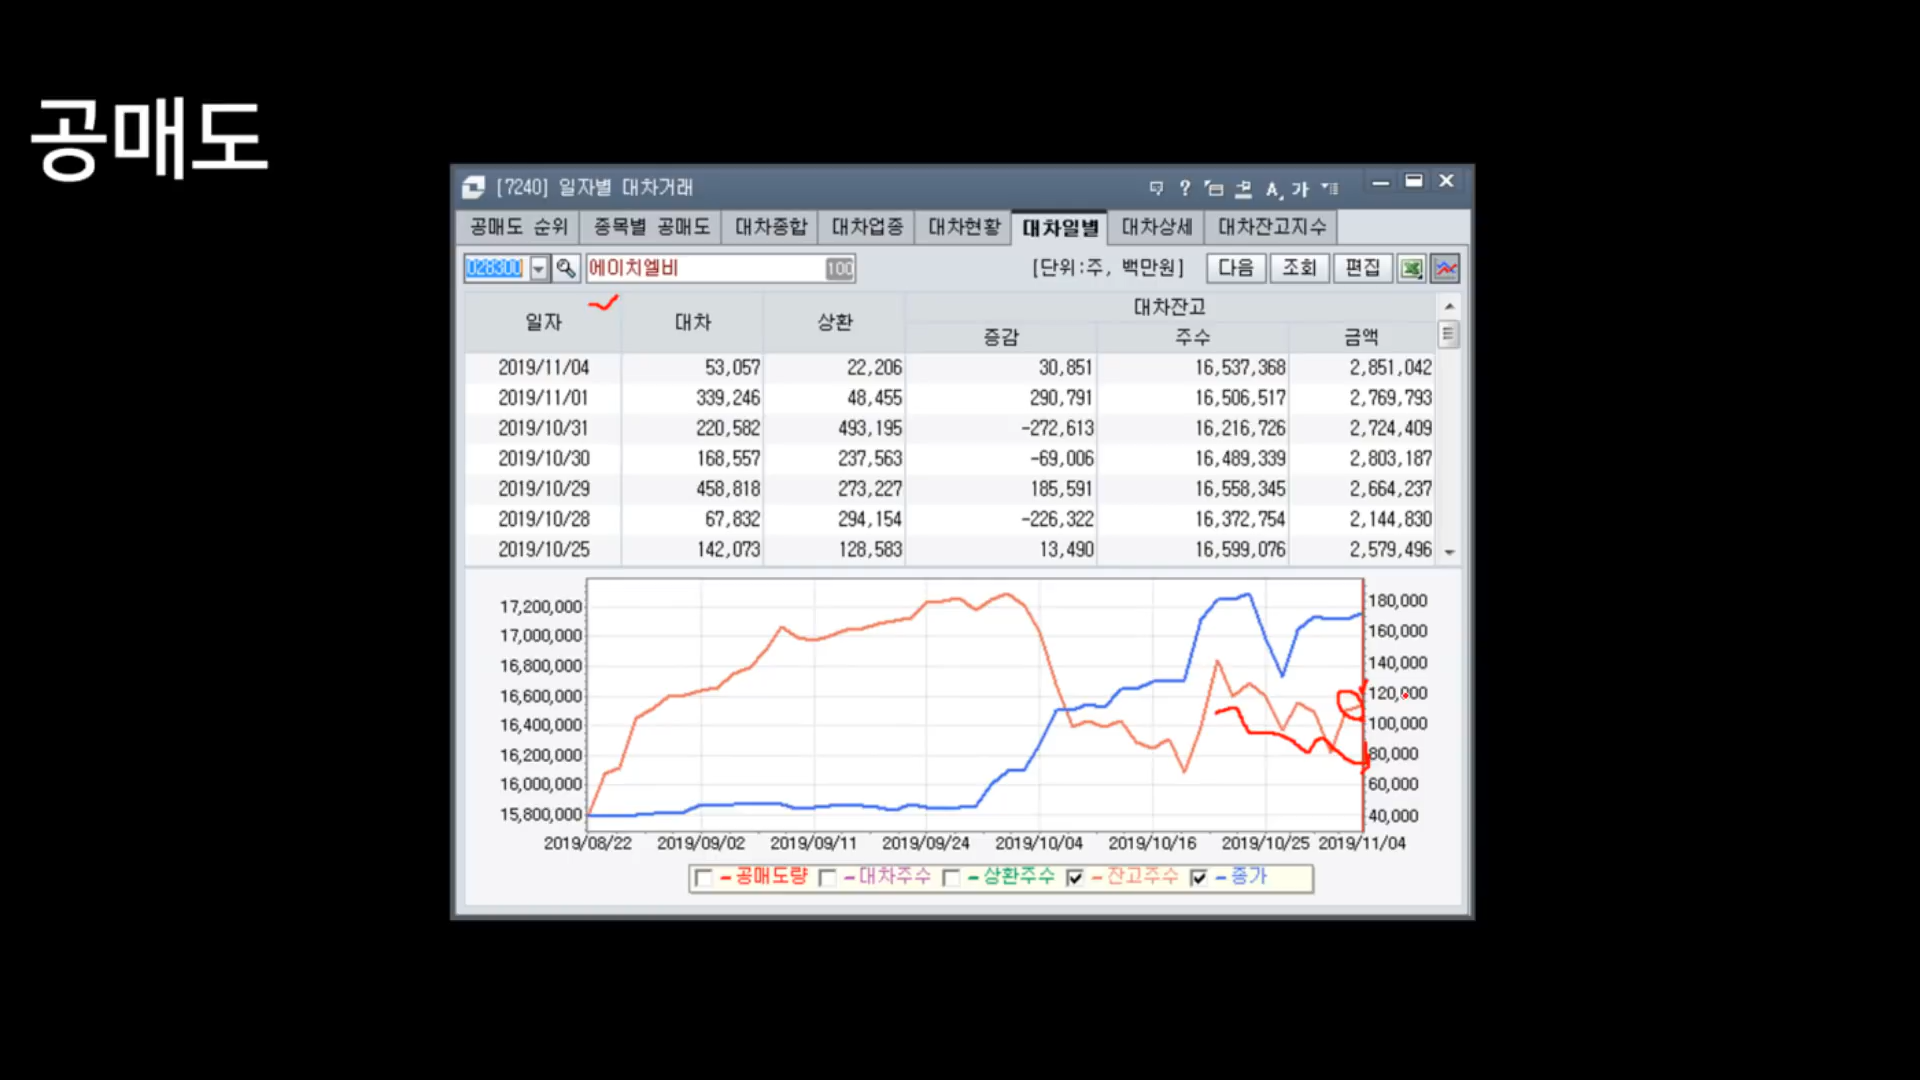 공매도
[7240] 일자별 대차거래
? A, 가
공매도 순위 종목별 공매도 대차종합 대차업종 대차현황 대차일별 대차상세 대차잔고지수
028300 에이치엘비 100 [단위:주, 백만원] 다음 조회 편집
일자 대차 상환 대차잔고
증감 주수 금액
2019/11/04 53,057 22,206 30,851 16,537,368 2,851,042
2019/11/01 339,246 48,455 290,791 16,506,517 2,769,793
2019/10/31 220,582 493,195 -272,613 16,216,726 2,724,409
2019/10/30 168,557 237,563 -69,006 16,489,339 2,803,187
2019/10/29 458,818 273,227 185,591 16,558,345 2,664,237
2019/10/28 67,832 294,154 -226,322 16,372,754 2,144,830
2019/10/25 142,073 128,583 13,490 16,599,076 2,579,496
17,200,000 180,000
17,000,000 160,000
16,800,000 140,000
16,600,000 120,000
16,400,000 100,000
16,200,000 80,000
16,000,000 60,000
15,800,000 40,000
2019/08/22 2019/09/02 2019/09/11 2019/09/24 2019/10/04 2019/10/16 2019/10/25 2019/11/04
공매도량 대차주수 상환주수 잔고주수 종가